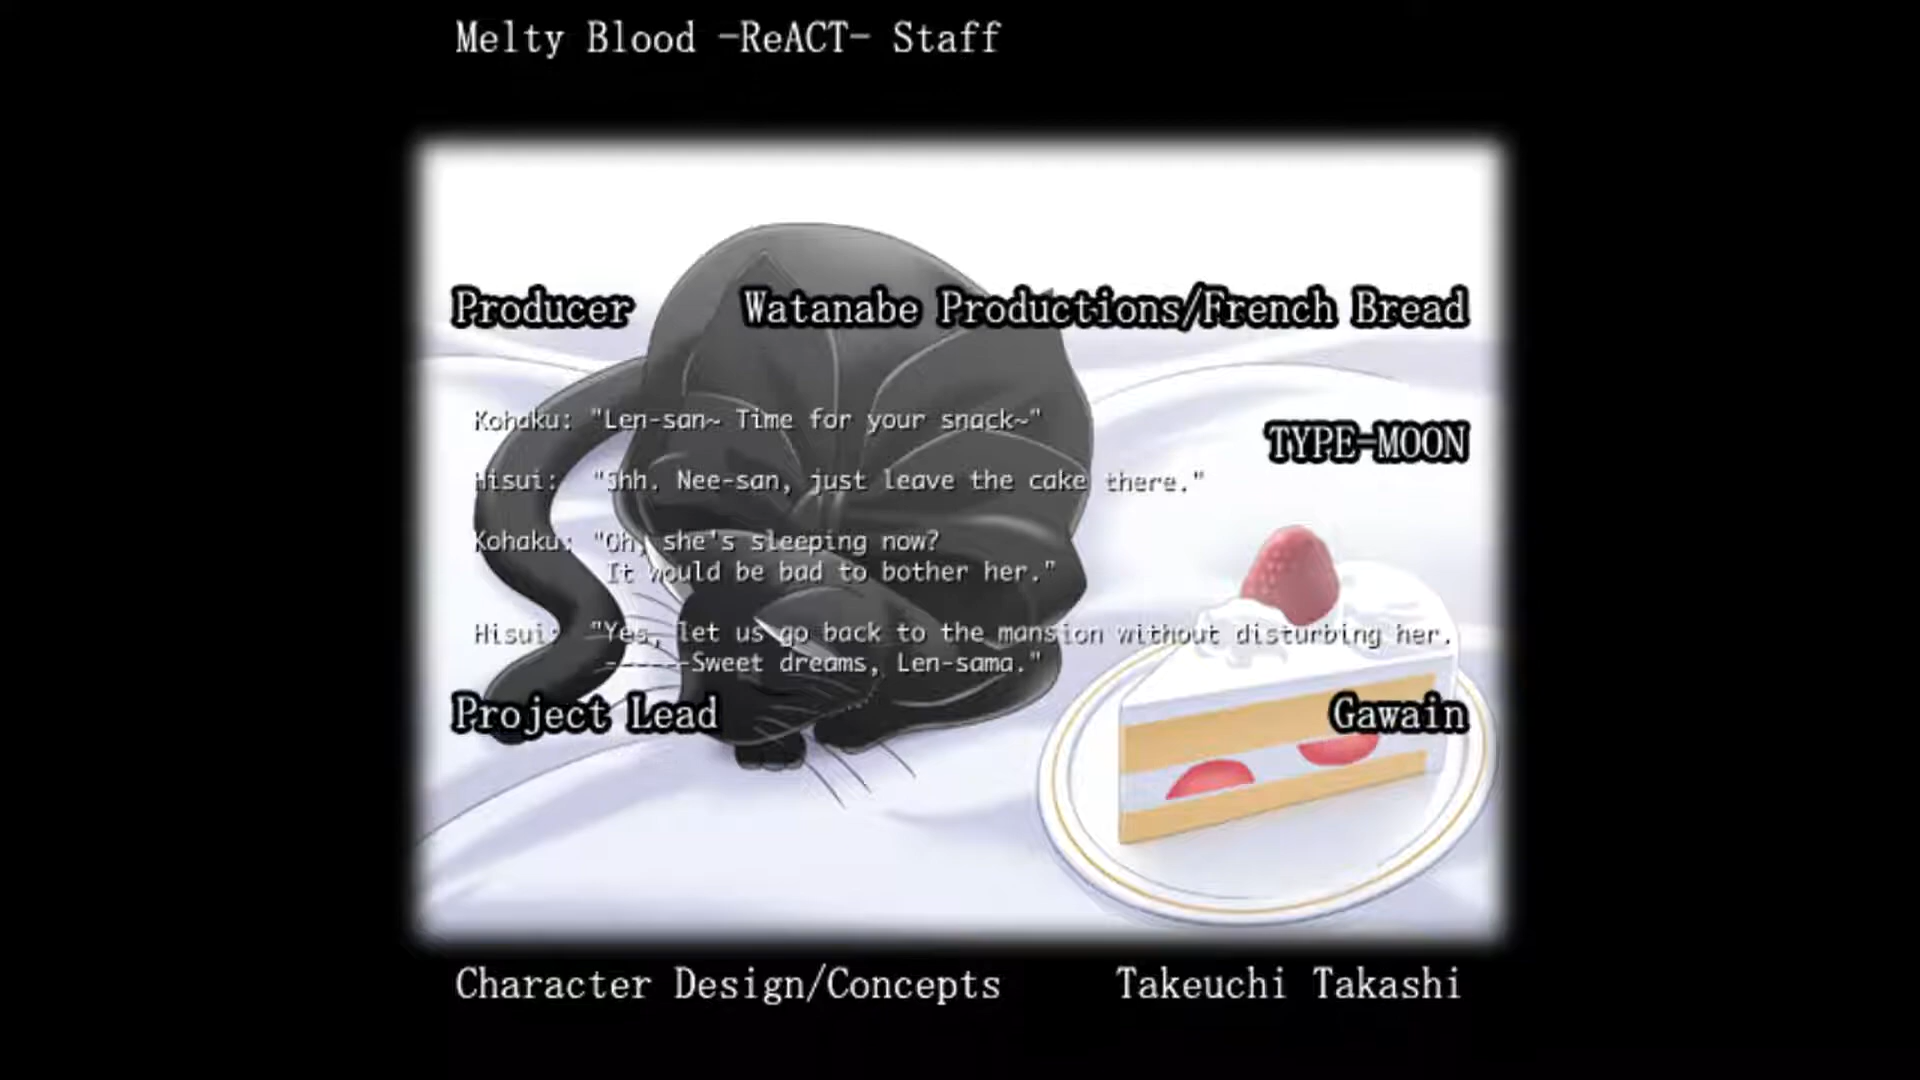 Melty Blood -ReACT- Staff
Producer Watanabe Productions/French Bread
Kohaku: "Len-san~ Time for your snack~"
TYPE-MOON
Hisui: "Shh. Nee-san, just leave the cake there."
Kohaku: "Oh, she's sleeping now?
It would be bad to bother her."
Hisui: "Yes, let us go back to the mansion without disturbing her.
------Sweet dreams, Len-sama."
Project Lead Gawain
Character Design/Concepts Takeuchi Takashi